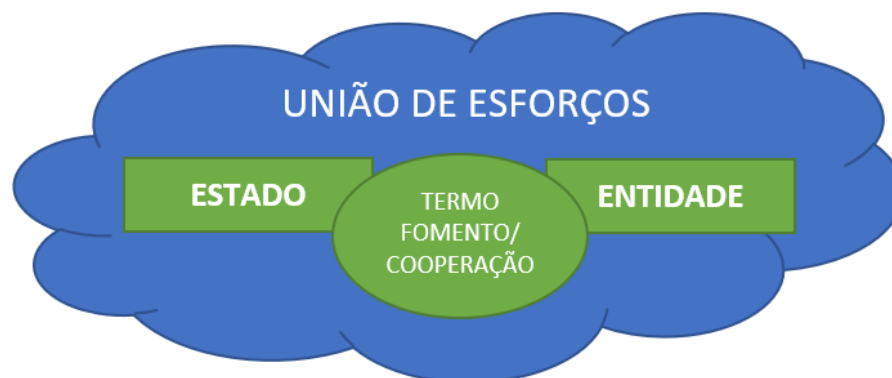 UNIÃO DE ESFORÇOS
ESTADO
TERMO
FOMENTO/
COOPERAÇÃO
ENTIDADE